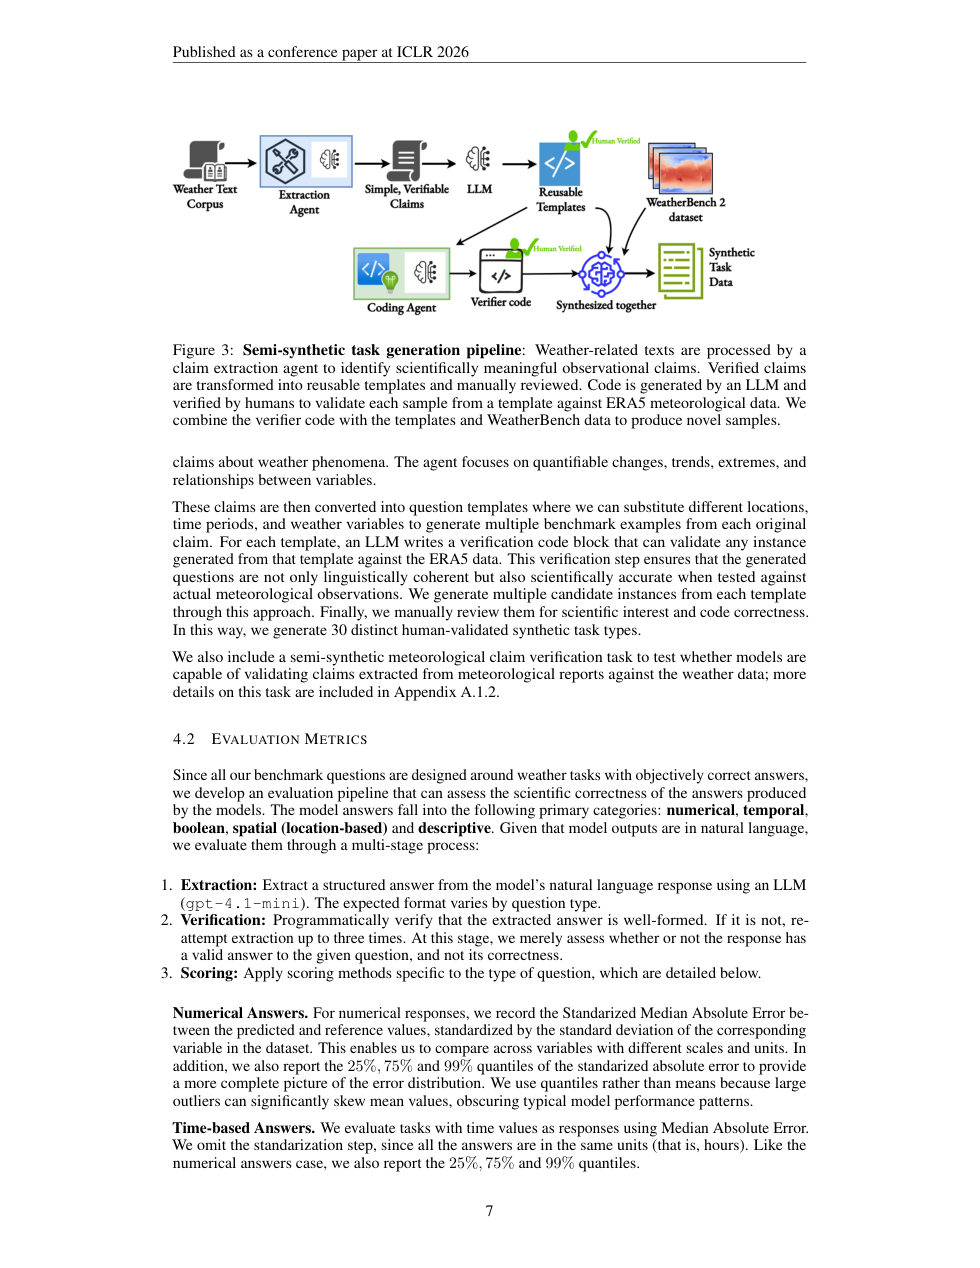 Published as a conference paper at ICLR 2026
Human Verified
Weather Text
Corpus
Extraction
Agent
Simple, Verifiable
Claims
LLM
Reusable
Templates
WeatherBench 2
dataset
Human Verified
Coding Agent
Verifier code
Synthesized together
Synthetic
Task
Data
Figure 3: Semi-synthetic task generation pipeline: Weather-related texts are processed by a
claim extraction agent to identify scientifically meaningful observational claims. Verified claims
are transformed into reusable templates and manually reviewed. Code is generated by an LLM and
verified by humans to validate each sample from a template against ERA5 meteorological data. We
combine the verifier code with the templates and WeatherBench data to produce novel samples.
claims about weather phenomena. The agent focuses on quantifiable changes, trends, extremes, and
relationships between variables.
These claims are then converted into question templates where we can substitute different locations,
time periods, and weather variables to generate multiple benchmark examples from each original
claim. For each template, an LLM writes a verification code block that can validate any instance
generated from that template against the ERA5 data. This verification step ensures that the generated
questions are not only linguistically coherent but also scientifically accurate when tested against
actual meteorological observations. We generate multiple candidate instances from each template
through this approach. Finally, we manually review them for scientific interest and code correctness.
In this way, we generate 30 distinct human-validated synthetic task types.
We also include a semi-synthetic meteorological claim verification task to test whether models are
capable of validating claims extracted from meteorological reports against the weather data; more
details on this task are included in Appendix A.1.2.
4.2 EVALUATION METRICS
Since all our benchmark questions are designed around weather tasks with objectively correct answers,
we develop an evaluation pipeline that can assess the scientific correctness of the answers produced
by the models. The model answers fall into the following primary categories: numerical, temporal,
boolean, spatial (location-based) and descriptive. Given that model outputs are in natural language,
we evaluate them through a multi-stage process:
1. Extraction: Extract a structured answer from the model's natural language response using an LLM
(gpt-4.1-mini). The expected format varies by question type.
2. Verification: Programmatically verify that the extracted answer is well-formed. If it is not, re-
attempt extraction up to three times. At this stage, we merely assess whether or not the response has
a valid answer to the given question, and not its correctness.
3. Scoring: Apply scoring methods specific to the type of question, which are detailed below.
Numerical Answers. For numerical responses, we record the Standarized Median Absolute Error be-
tween the predicted and reference values, standardized by the standard deviation of the corresponding
variable in the dataset. This enables us to compare across variables with different scales and units. In
addition, we also report the 25%, 75% and 99% quantiles of the standarized absolute error to provide
a more complete picture of the error distribution. We use quantiles rather than means because large
outliers can significantly skew mean values, obscuring typical model performance patterns.
Time-based Answers. We evaluate tasks with time values as responses using Median Absolute Error.
We omit the standarization step, since all the answers are in the same units (that is, hours). Like the
numerical answers case, we also report the 25%, 75% and 99% quantiles.
7